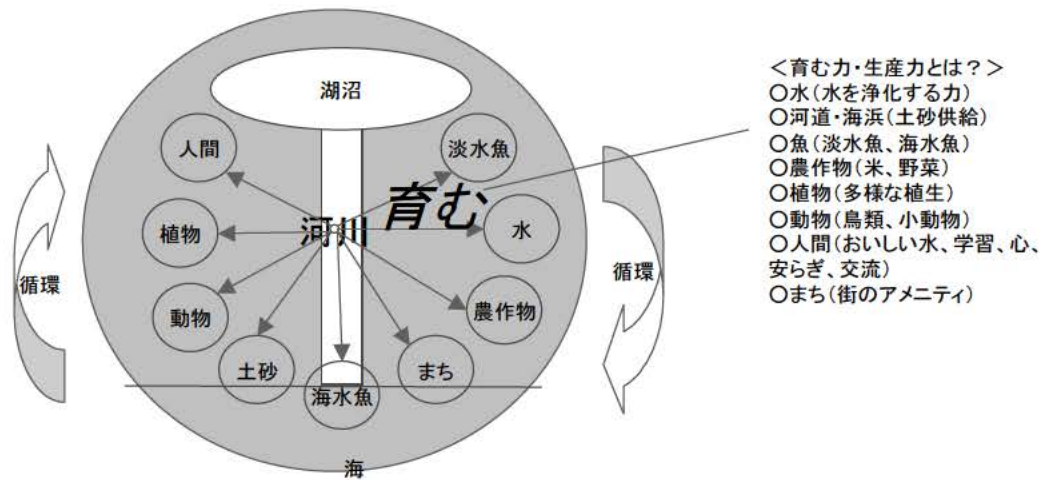 湖沼
人間
淡水魚
育む
河川
植物
水
循環
循環
動物
農作物
土砂
まち
海水魚
海
＜育む力・生産力とは？＞
○水（水を浄化する力）
○河道・海浜（土砂供給）
○魚（淡水魚、海水魚）
○農作物（米、野菜）
○植物（多様な植生）
○動物（鳥類、小動物）
○人間（おいしい水、学習、心、
安らぎ、交流）
○まち（街のアメニティ）